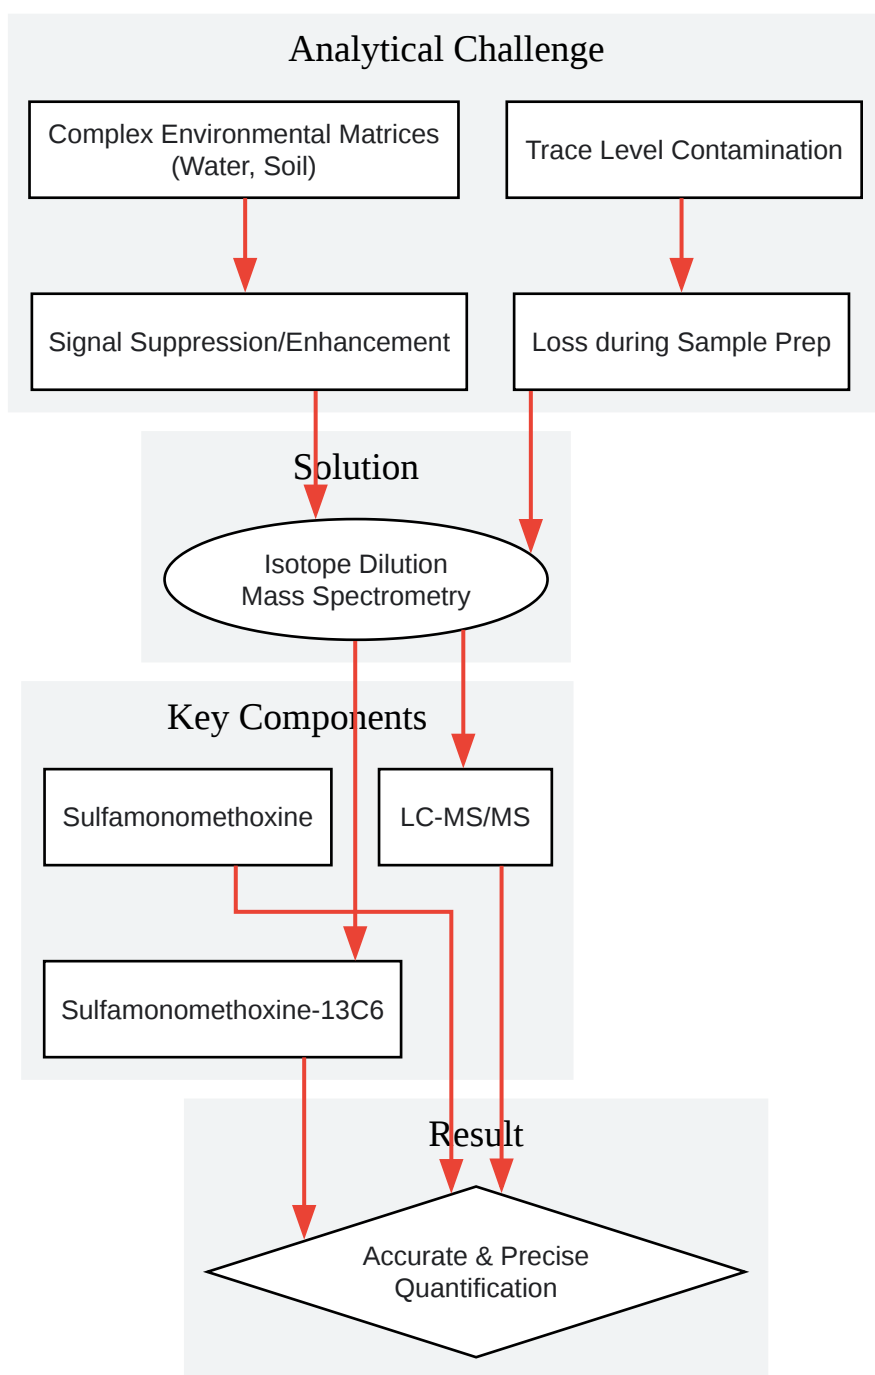 Analytical Challenge
Complex Environmental Matrices
(Water, Soil)
Trace Level Contamination
Signal Suppression/Enhancement
Loss during Sample Prep
Solution
Isotope Dilution
Mass Spectrometry
Key Components
Sulfamonomethoxine
LC-MS/MS
Sulfamonomethoxine-13C6
Result
Accurate & Precise
Quantification